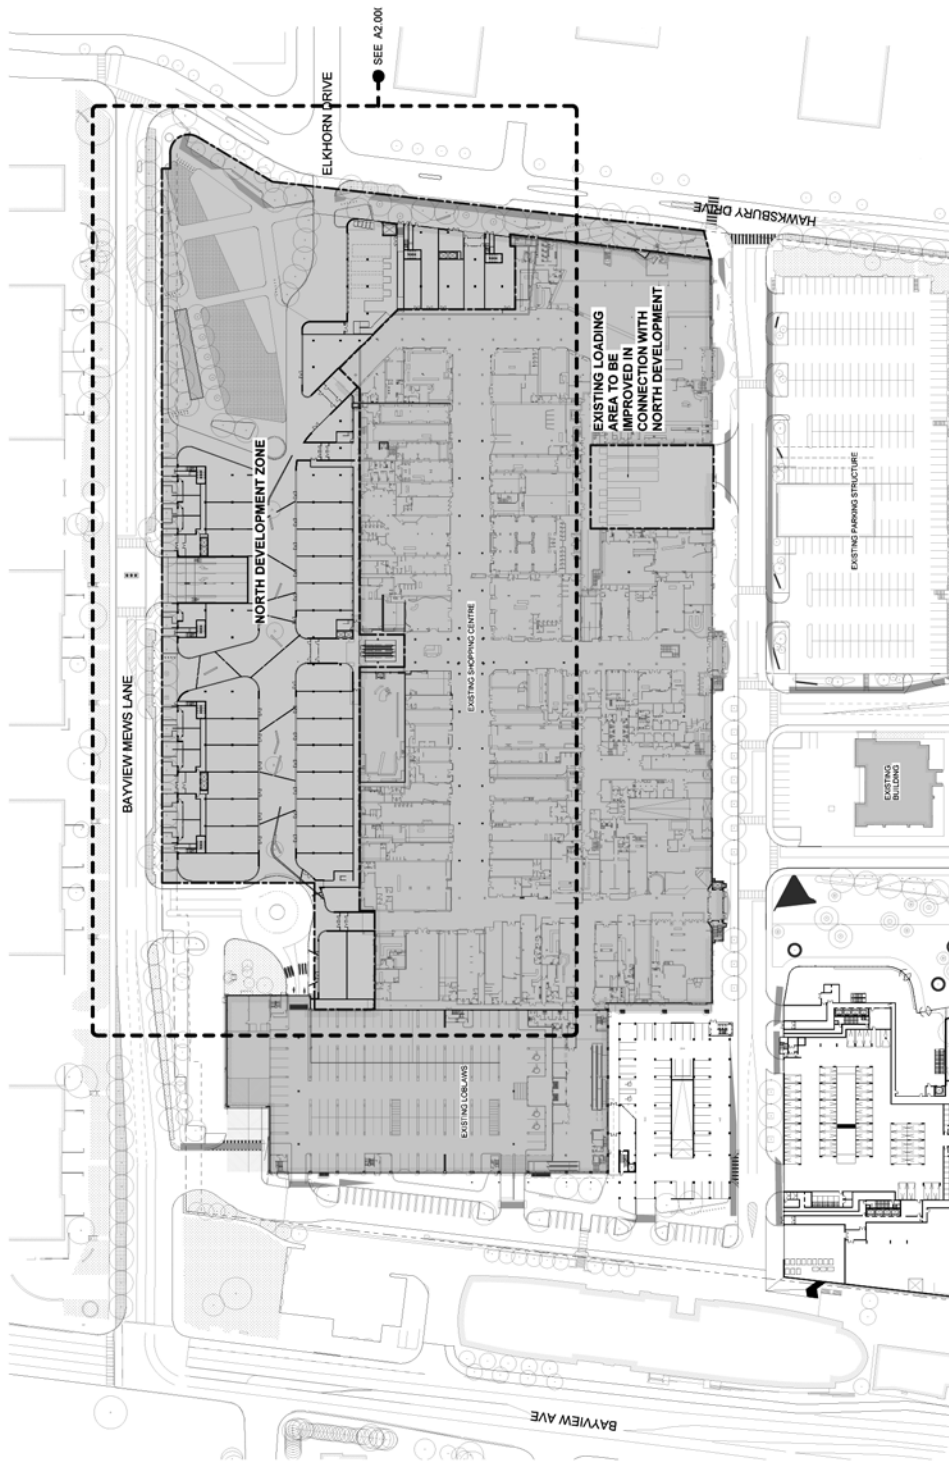 SEE A2.00
ELKHORN DRIVE
HAWKSBURY DRIVE
EXISTING LOADING
AREA TO BE
IMPROVED IN
CONNECTION WITH
NORTH DEVELOPMENT
NORTH DEVELOPMENT ZONE
EXISTING PARKING STRUCTURE
EXISTING SHOPPING CENTRE
BAYVIEW MEWS LANE
EXISTING
BUILDING
EXISTING LOBLAWS
BAYVIEW AVE